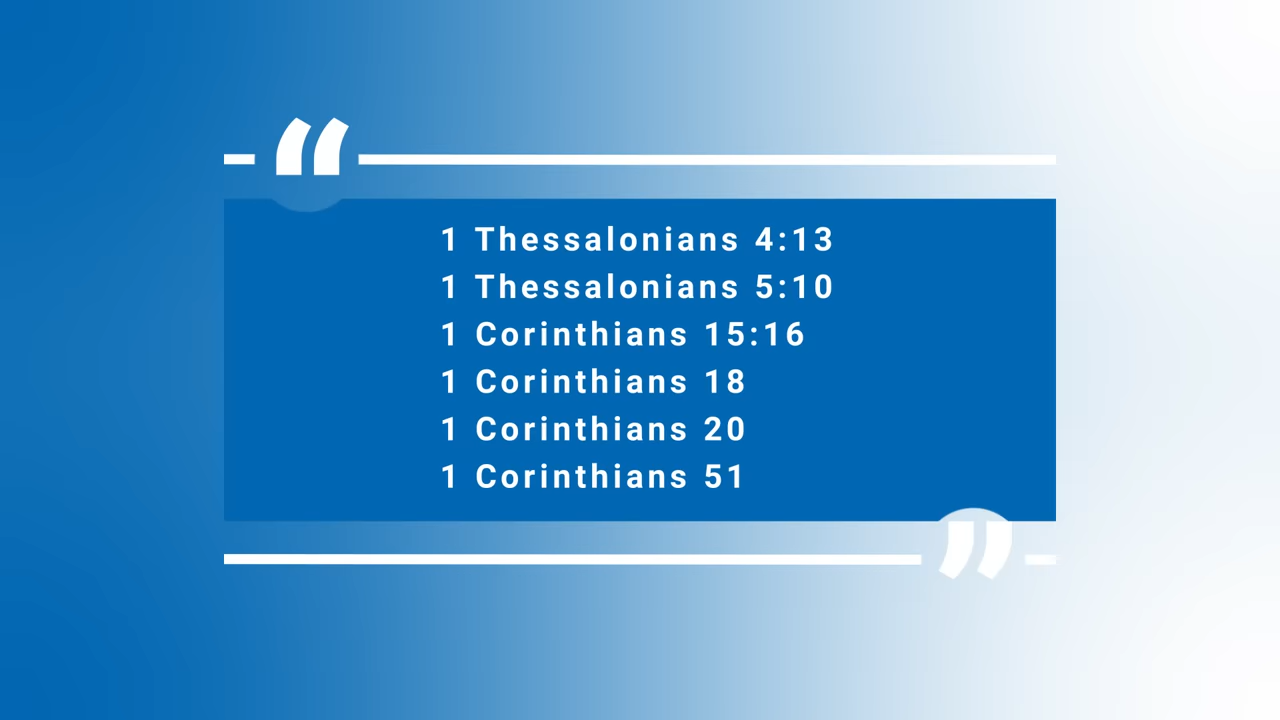 1 Thessalonians 4:13
1 Thessalonians 5:10
1 Corinthians 15:16
1 Corinthians 18
1 Corinthians 20
1 Corinthians 51